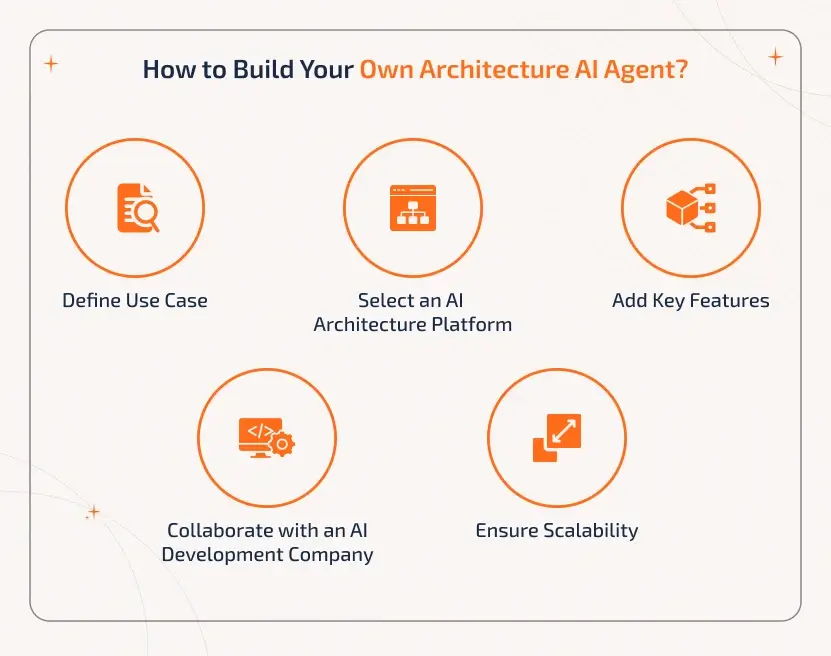 How to Build Your Own Architecture AI Agent?
Define Use Case
Select an AI
Architecture Platform
Add Key Features
</>
Collaborate with an AI
Development Company
Ensure Scalability